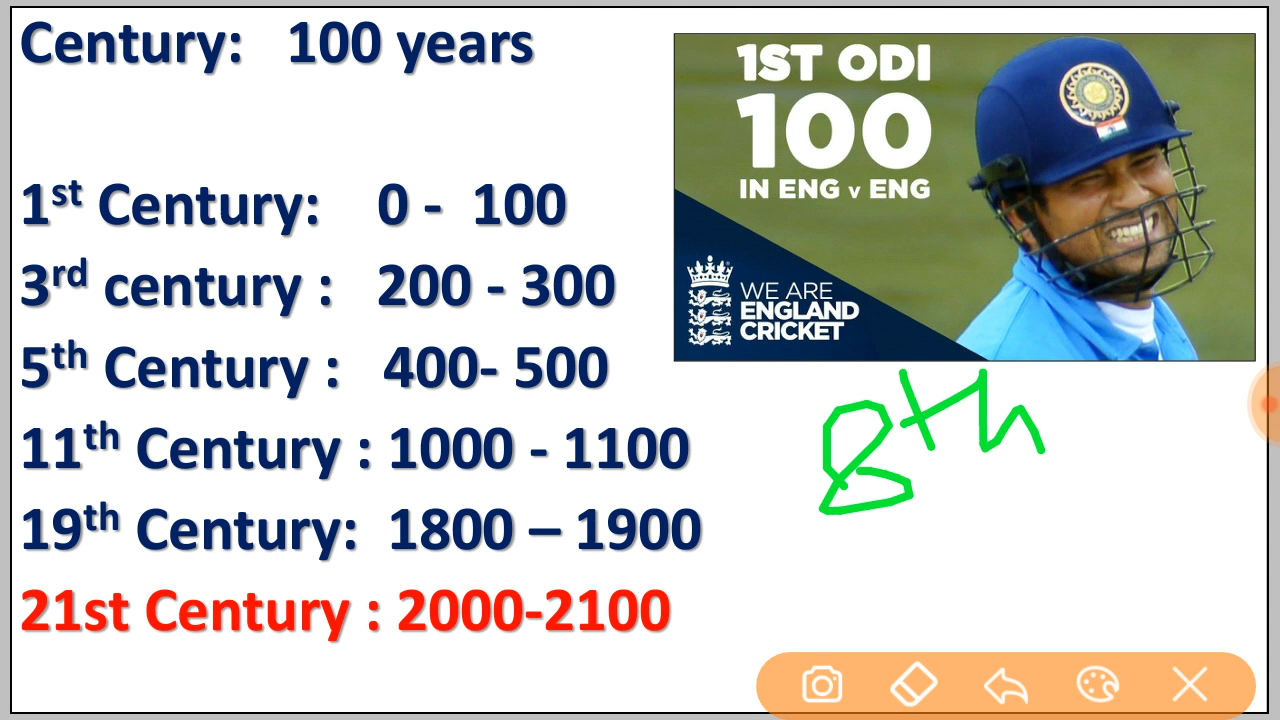 Century: 100 years
1st Century: 0 - 100
3rd century : 200 - 300
5th Century : 400- 500
11th Century : 1000 - 1100
19th Century: 1800 – 1900
21st Century : 2000-2100
1ST ODI
100
IN ENG v ENG
WE ARE
ENGLAND
CRICKET
8th